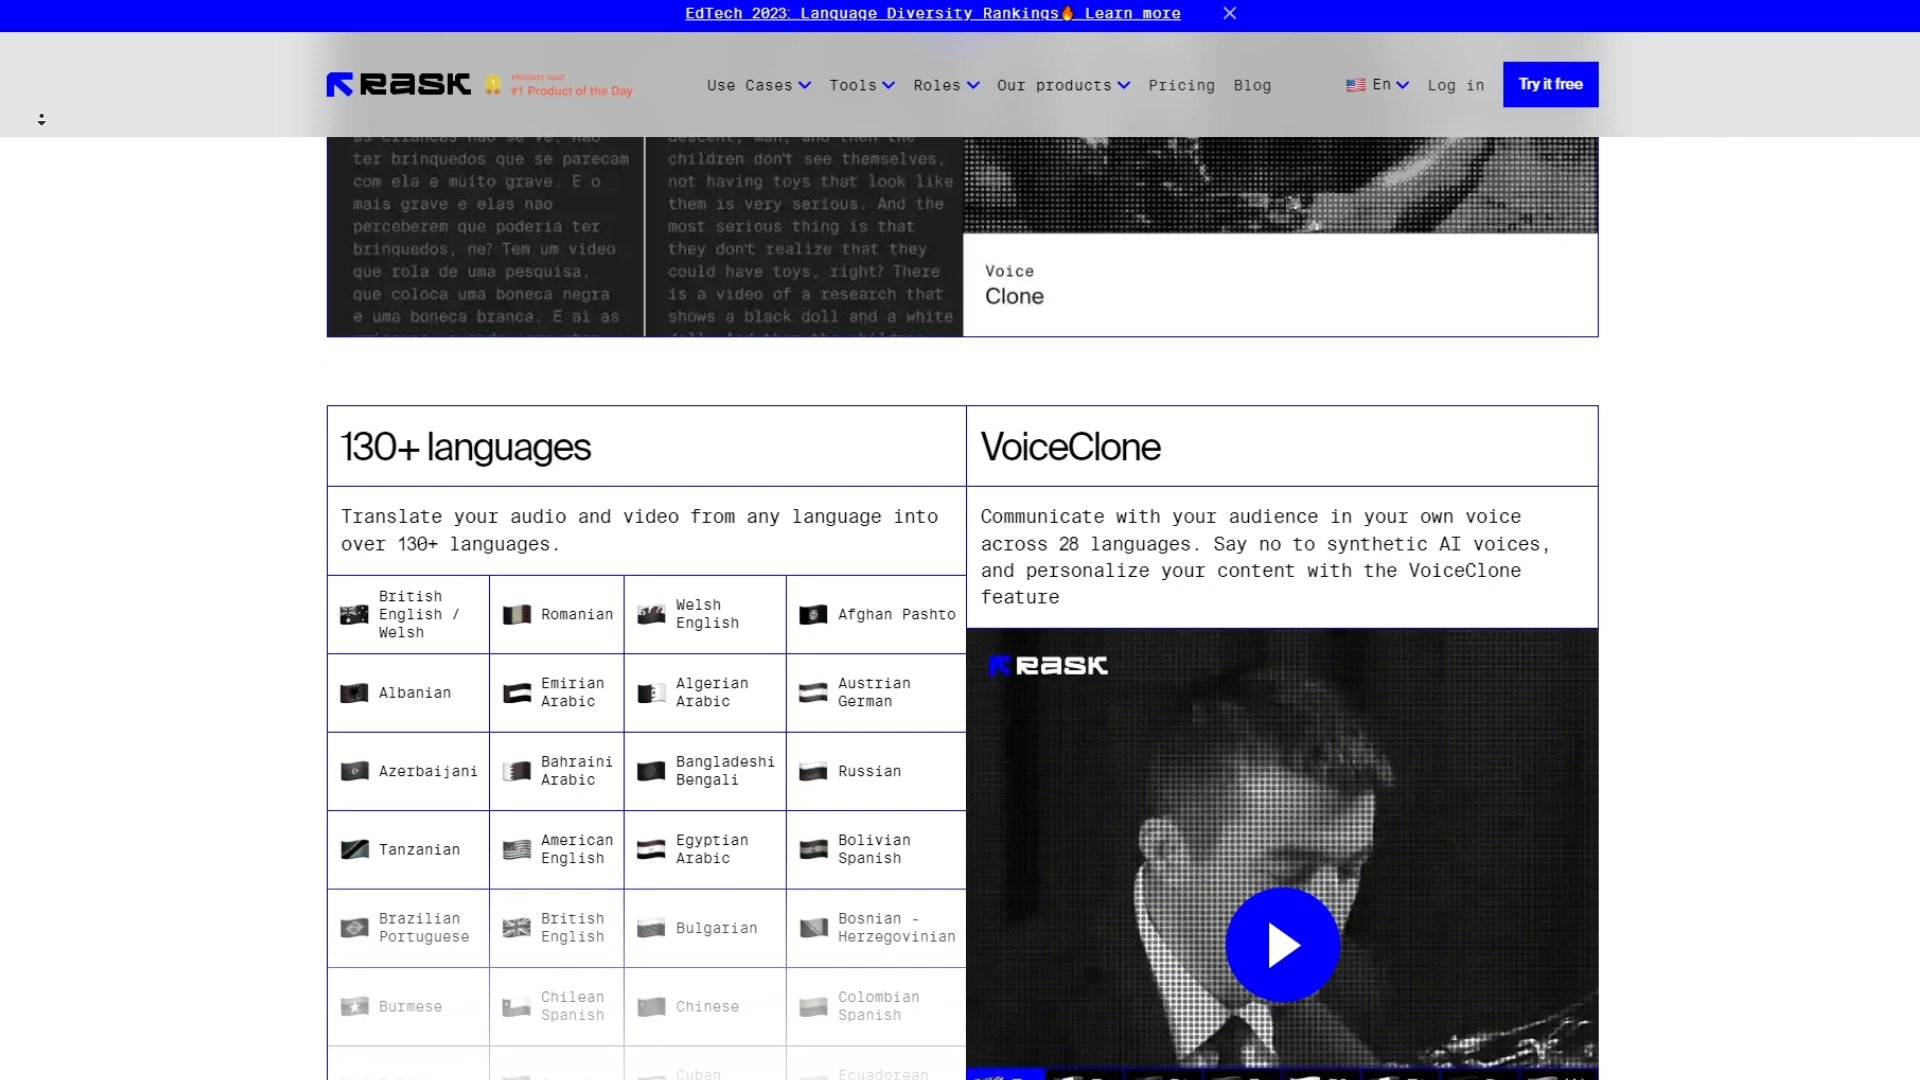 EdTech 2023: Language Diversity Rankings🔥 Learn more
RASK
PRODUCT HUNT
#1 Product of the Day
Use Cases
Tools
Roles
Our products
Pricing
Blog
En
Log in
Try it free
ter brinquedos que se parecam
com ela e muito grave. E o
mais grave e elas nao
perceberem que poderia ter
brinquedos, ne? Tem um video
que rola de uma pesquisa,
que coloca uma boneca negra
e uma boneca branca. E ai as
children don't see themselves,
not having toys that look like
them is very serious. And the
most serious thing is that
they don't realize that they
could have toys, right? There
is a video of a research that
shows a black doll and a white
Voice
Clone
130+ languages
Translate your audio and video from any language into
over 130+ languages.
British
English /
Welsh
Romanian
Welsh
English
Afghan Pashto
Albanian
Emirian
Arabic
Algerian
Arabic
Austrian
German
Azerbaijani
Bahraini
Arabic
Bangladeshi
Bengali
Russian
Tanzanian
American
English
Egyptian
Arabic
Bolivian
Spanish
Brazilian
Portuguese
British
English
Bulgarian
Bosnian -
Herzegovinian
Burmese
Chilean
Spanish
Chinese
Colombian
Spanish
Cuban
Ecuadorean
VoiceClone
Communicate with your audience in your own voice
across 28 languages. Say no to synthetic AI voices,
and personalize your content with the VoiceClone
feature
RASK